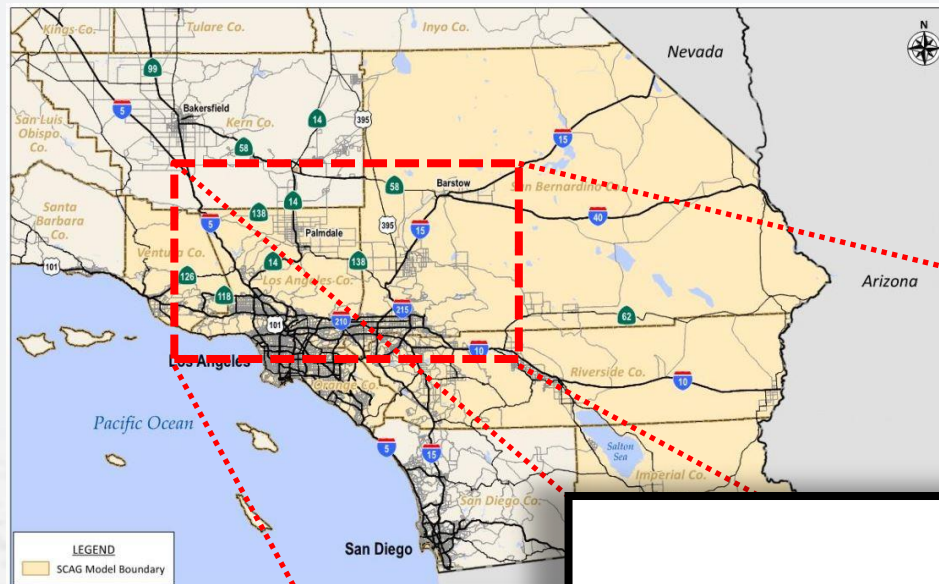 Kings Co.
Tulare Co.
Inyo Co.
Nevada
N
99
5
Bakersfield
Kern Co.
14
395
San Luis
Obispo
Co.
58
15
58
Barstow
San Bernardino Co.
Santa
Barbara
Co.
14
138
5
Palmdale
395
15
40
101
Ventura Co.
126
14
138
Los Angeles Co.
Arizona
118
215
101
210
62
10
Los Angeles
Orange Co.
Riverside Co.
10
Pacific Ocean
5
15
Salton
Sea
Imperial Co.
San Diego Co.
San Diego
LEGEND
SCAG Model Boundary